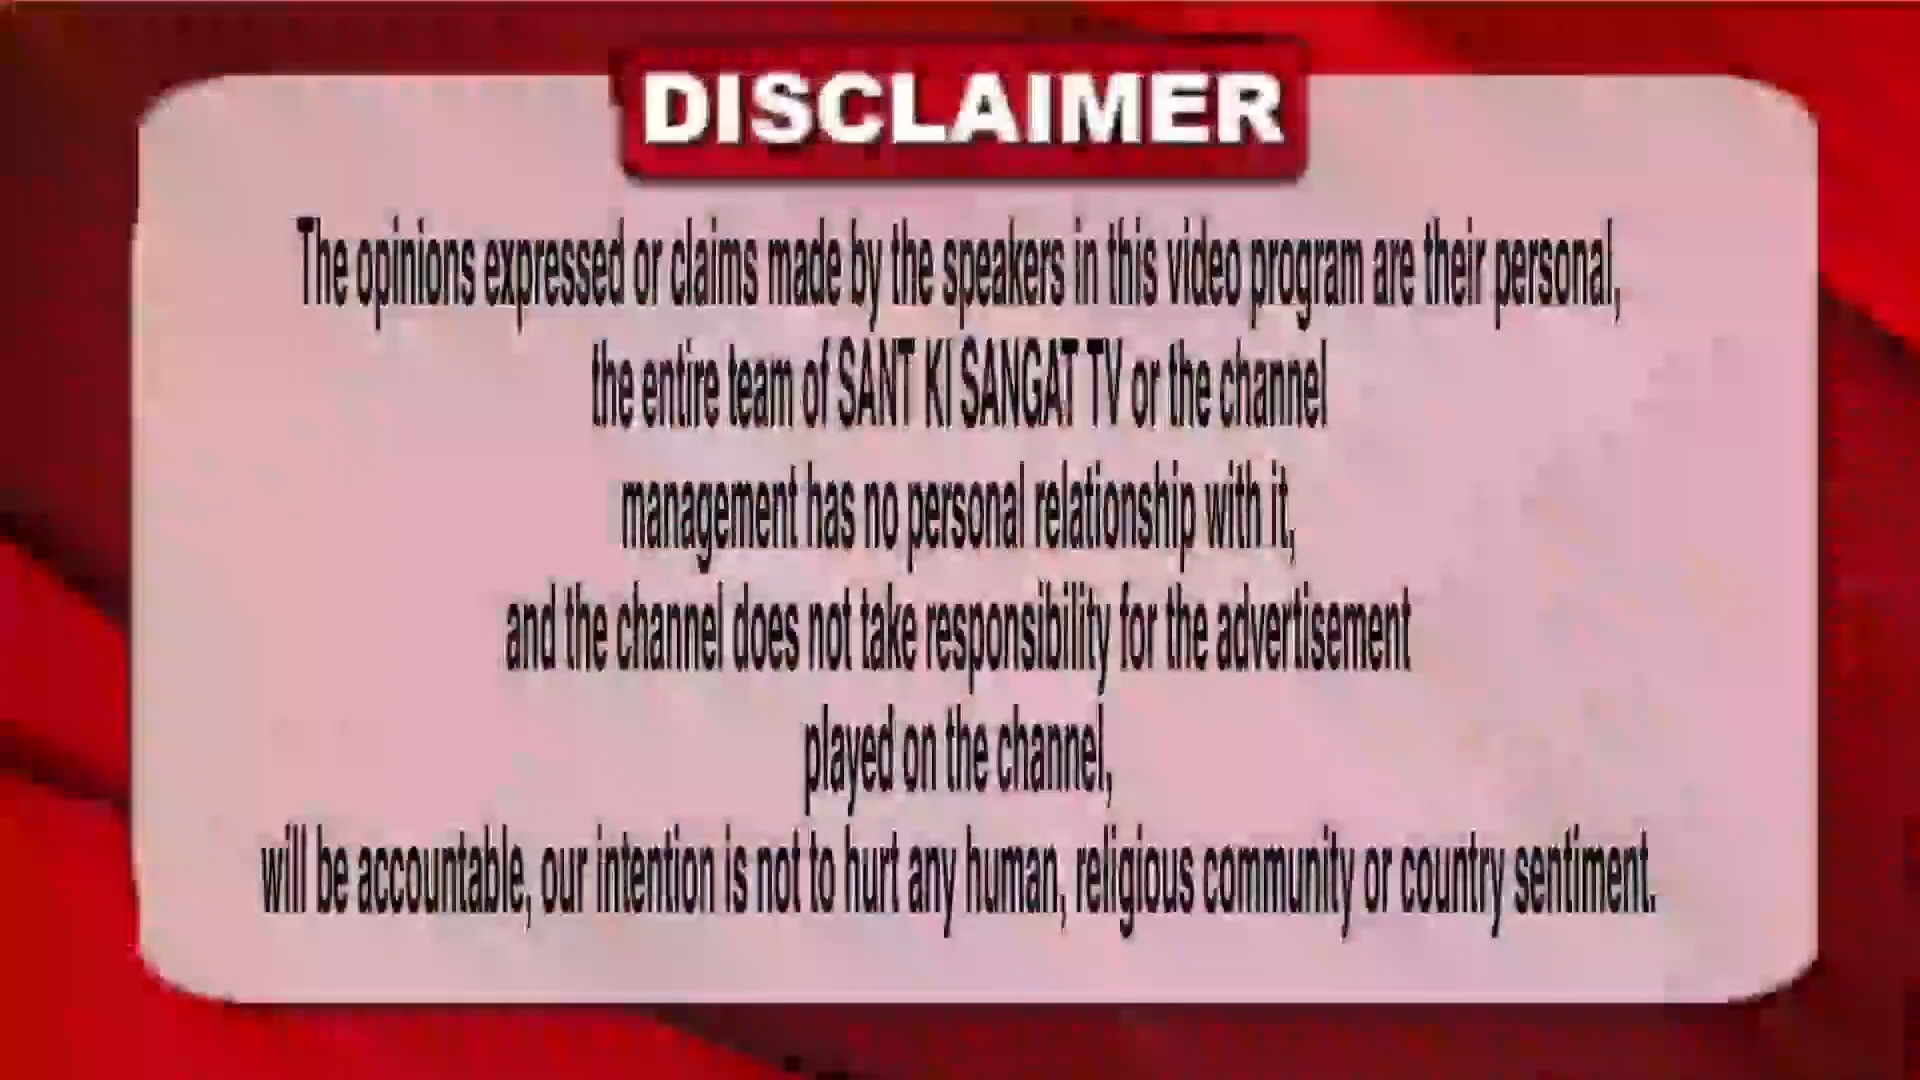 DISCLAIMER
The opinions expressed or claims made by the speakers in this video program are their personal,
the entire team of SANT KI SANGAT TV or the channel
management has no personal relationship with it,
and the channel does not take responsibility for the advertisement
played on the channel,
will be accountable, our intention is not to hurt any human, religious community or country sentiment.